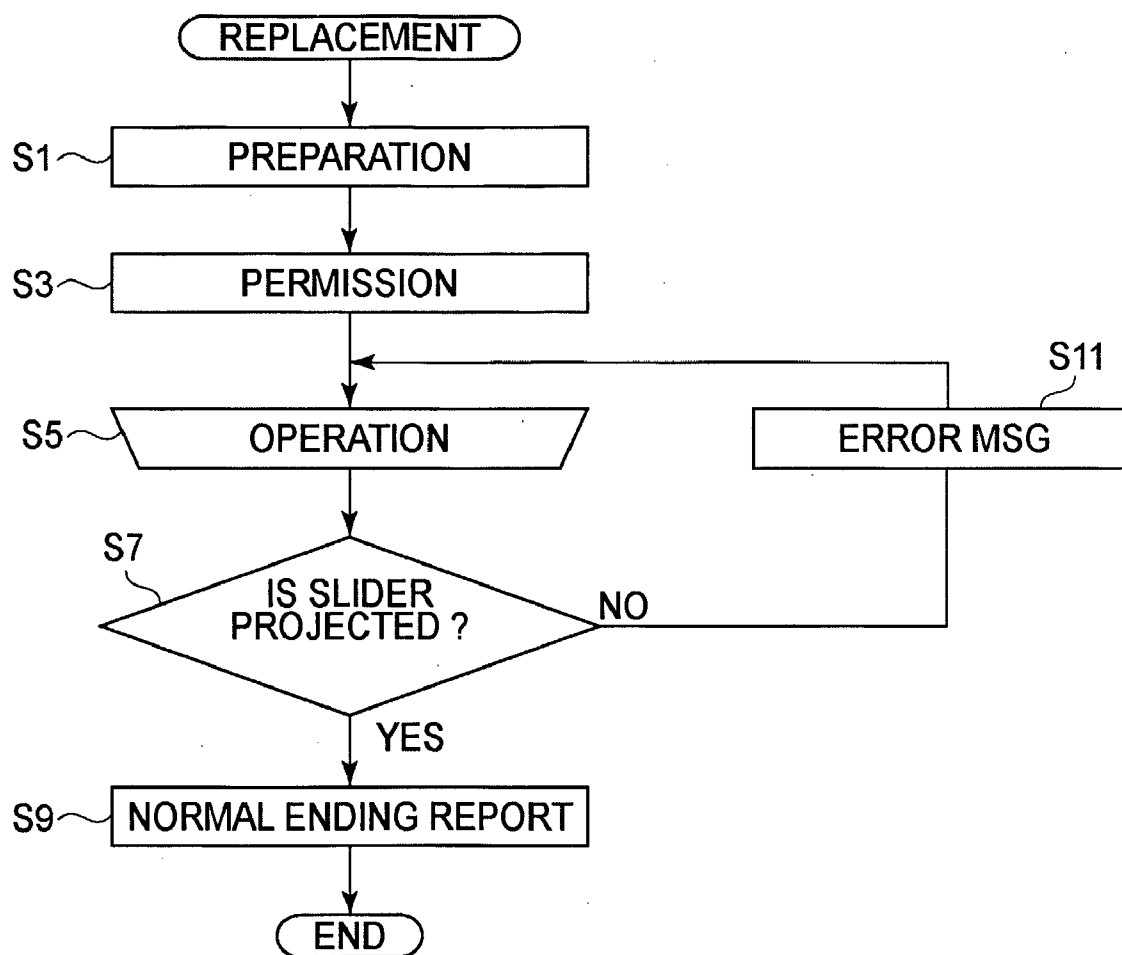 REPLACEMENT
S1
PREPARATION
S3
PERMISSION
S11
S5
OPERATION
ERROR MSG
S7
IS SLIDER
PROJECTED ?
NO
YES
S9
NORMAL ENDING REPORT
END